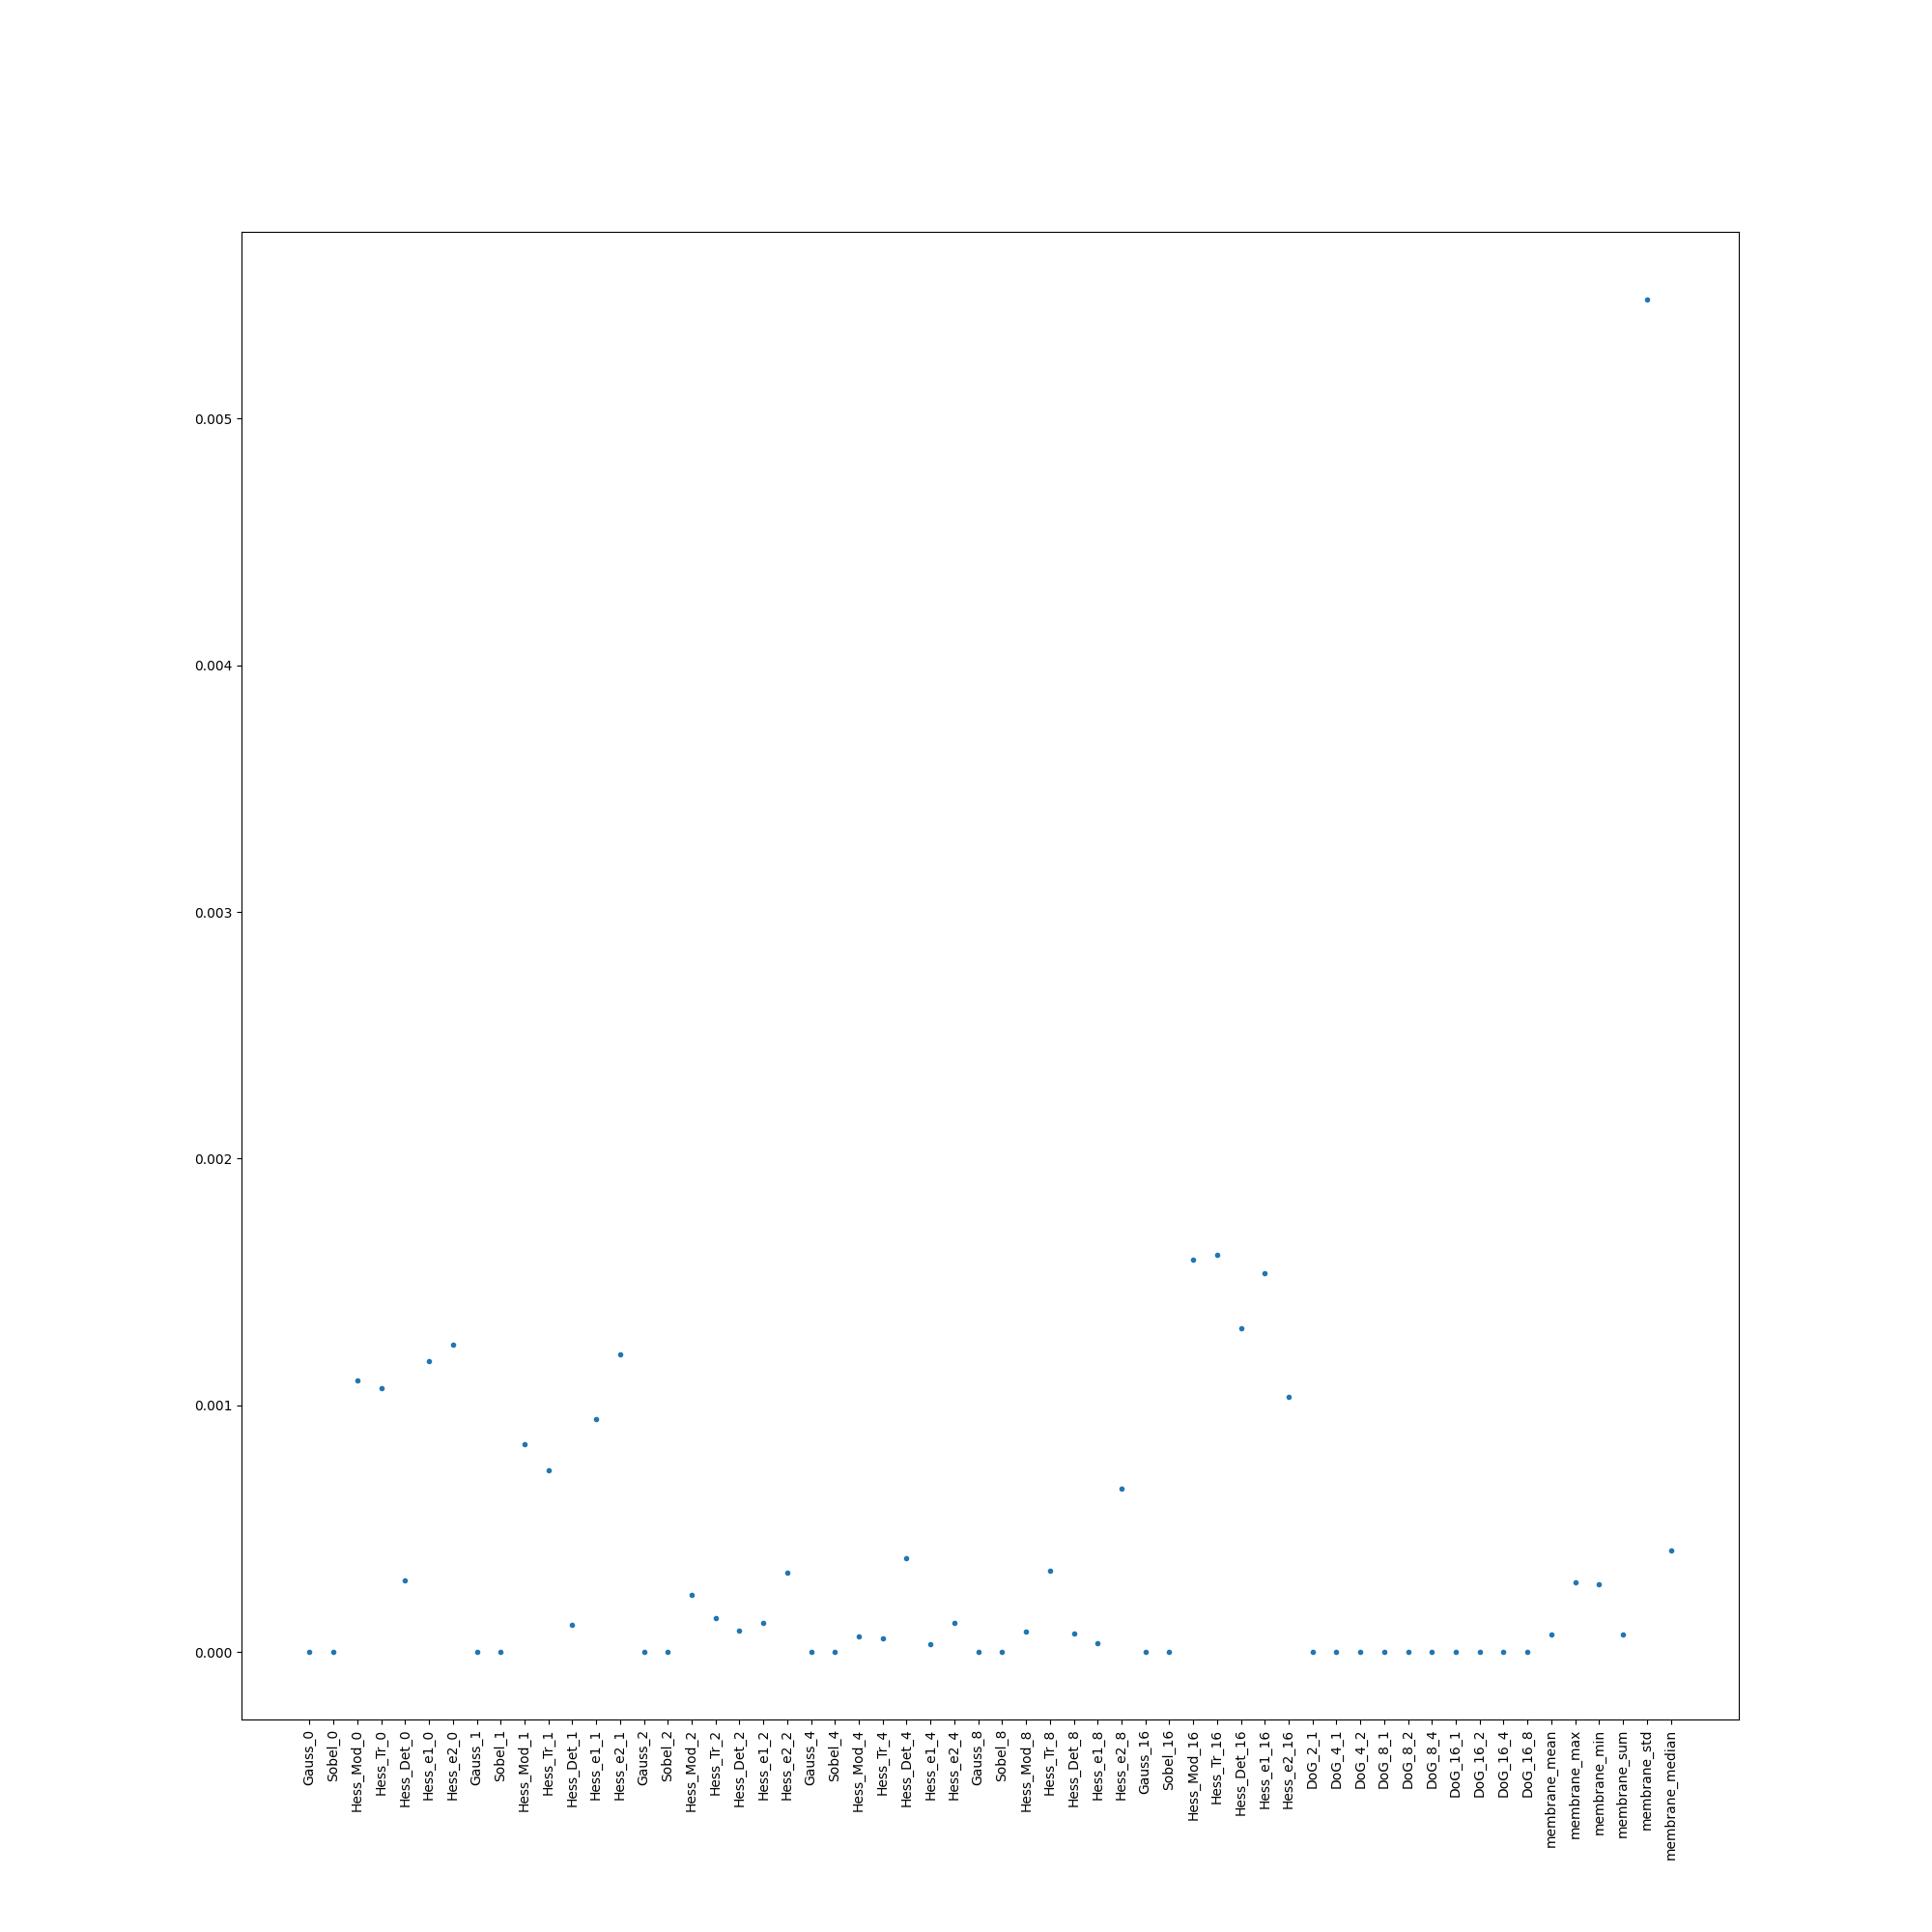 0.005
0.004
0.003
0.002
0.001
0.000
Gauss_0
Sobel_0
Hess_Mod_0
Hess_Tr_0
Hess_Det_0
Hess_e1_0
Hess_e2_0
Gauss_1
Sobel_1
Hess_Mod_1
Hess_Tr_1
Hess_Det_1
Hess_e1_1
Hess_e2_1
Gauss_2
Sobel_2
Hess_Mod_2
Hess_Tr_2
Hess_Det_2
Hess_e1_2
Hess_e2_2
Gauss_4
Sobel_4
Hess_Mod_4
Hess_Tr_4
Hess_Det_4
Hess_e1_4
Hess_e2_4
Gauss_8
Sobel_8
Hess_Mod_8
Hess_Tr_8
Hess_Det_8
Hess_e1_8
Hess_e2_8
Gauss_16
Sobel_16
Hess_Mod_16
Hess_Tr_16
Hess_Det_16
Hess_e1_16
Hess_e2_16
DoG_2_1
DoG_4_1
DoG_4_2
DoG_8_1
DoG_8_2
DoG_8_4
DoG_16_1
DoG_16_2
DoG_16_4
DoG_16_8
membrane_mean
membrane_max
membrane_min
membrane_sum
membrane_std
membrane_median